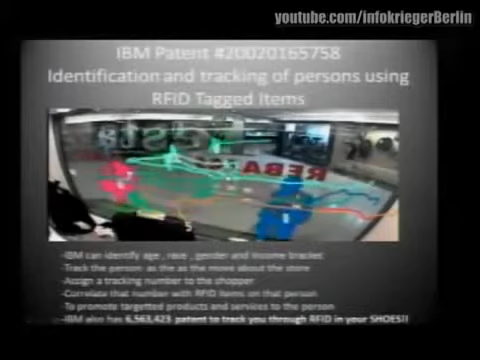 youtube.com/infokriegerBerlin
IBM Patent #20020165758
Identification and tracking of persons using
RFID Tagged Items
-IBM can identify age , race , gender and income bracket
-Track the person as the as the move about the store
-Assign a tracking number to the shopper
-Correlate that number with RFID items on that person
-To promote targetted products and services to the person
-IBM also has 6,563,423 patent to track you through RFID in your SHOES!!